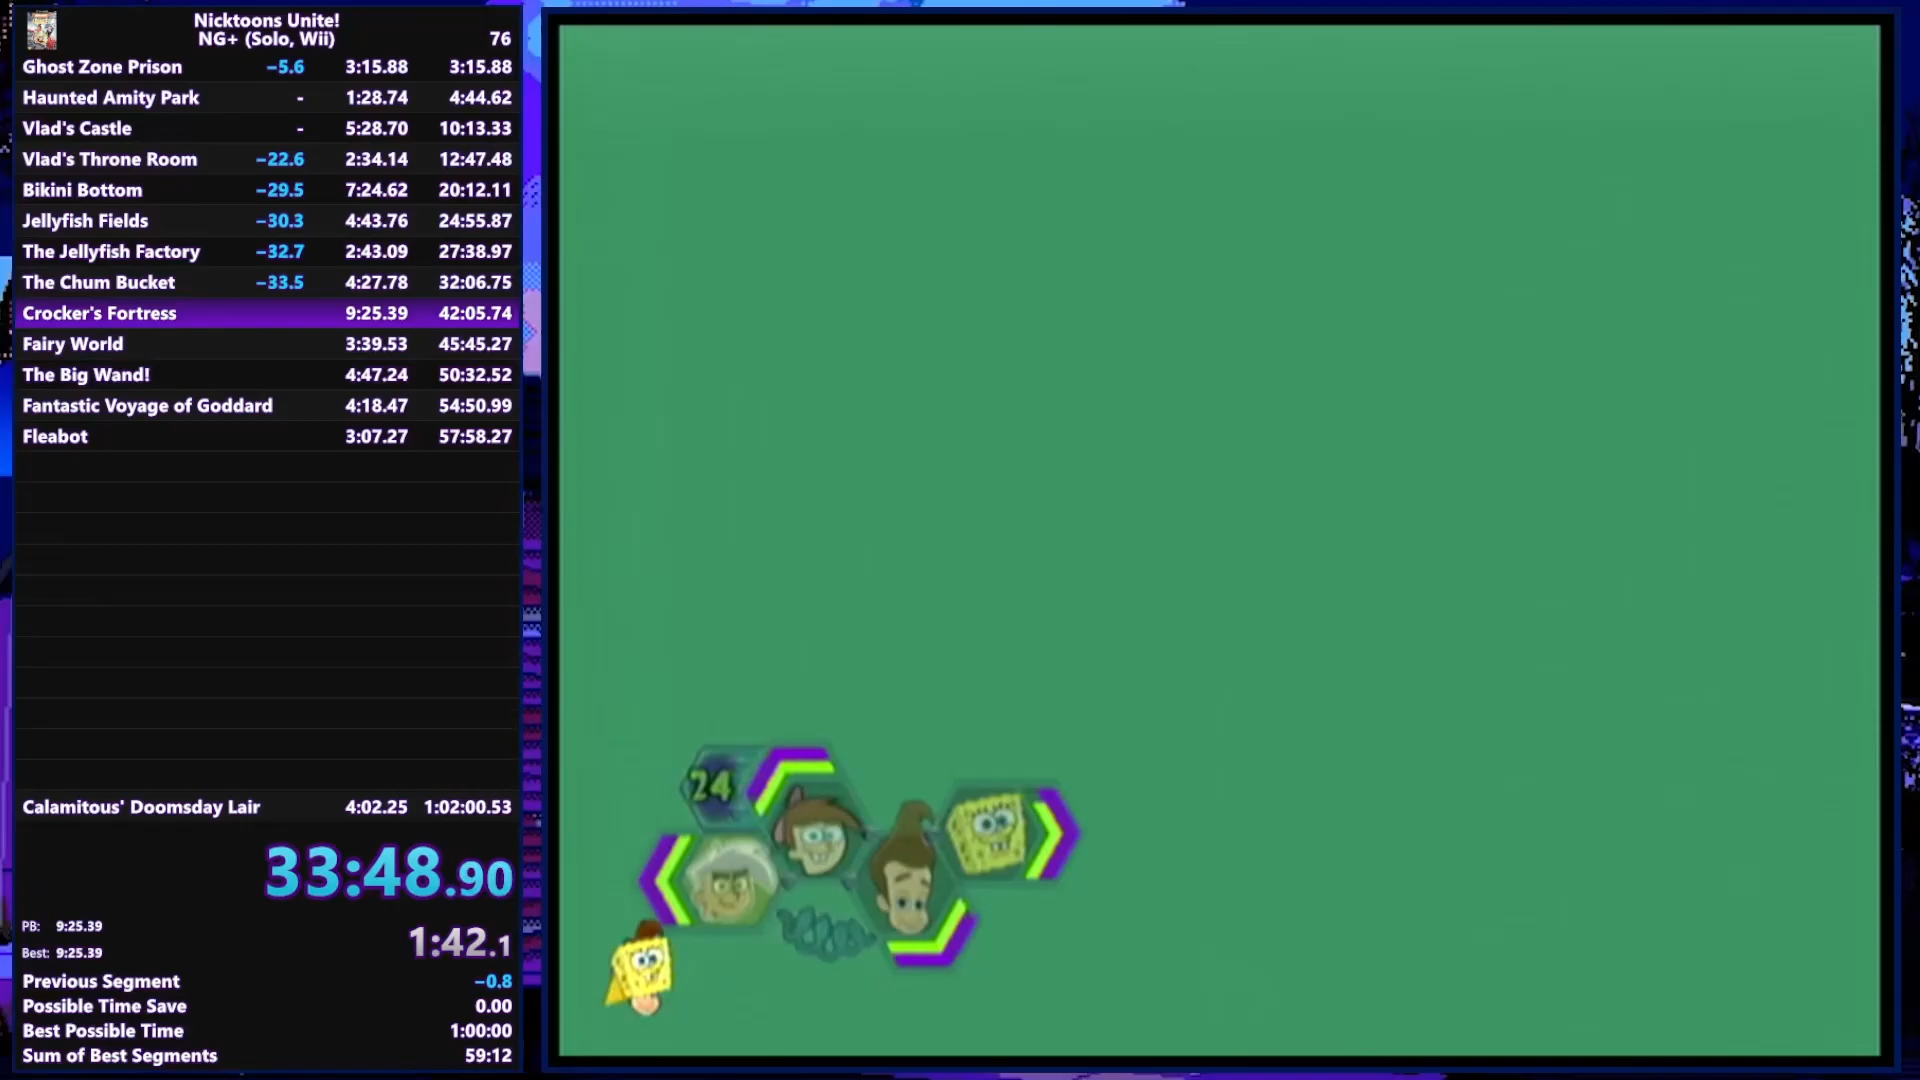 Nicktoons Unite!
NG+ (Solo, Wii) 76
Ghost Zone Prison −5.6 3:15.88 3:15.88
Haunted Amity Park - 1:28.74 4:44.62
Vlad's Castle - 5:28.70 10:13.33
Vlad's Throne Room −22.6 2:34.14 12:47.48
Bikini Bottom −29.5 7:24.62 20:12.11
Jellyfish Fields −30.3 4:43.76 24:55.87
The Jellyfish Factory −32.7 2:43.09 27:38.97
The Chum Bucket −33.5 4:27.78 32:06.75
Crocker's Fortress 9:25.39 42:05.74
Fairy World 3:39.53 45:45.27
The Big Wand! 4:47.24 50:32.52
Fantastic Voyage of Goddard 4:18.47 54:50.99
Fleabot 3:07.27 57:58.27
Calamitous' Doomsday Lair 4:02.25 1:02:00.53
33:48.90
PB: 9:25.39
Best: 9:25.39
1:42.1
Previous Segment −0.8
Possible Time Save 0.00
Best Possible Time 1:00:00
Sum of Best Segments 59:12
24